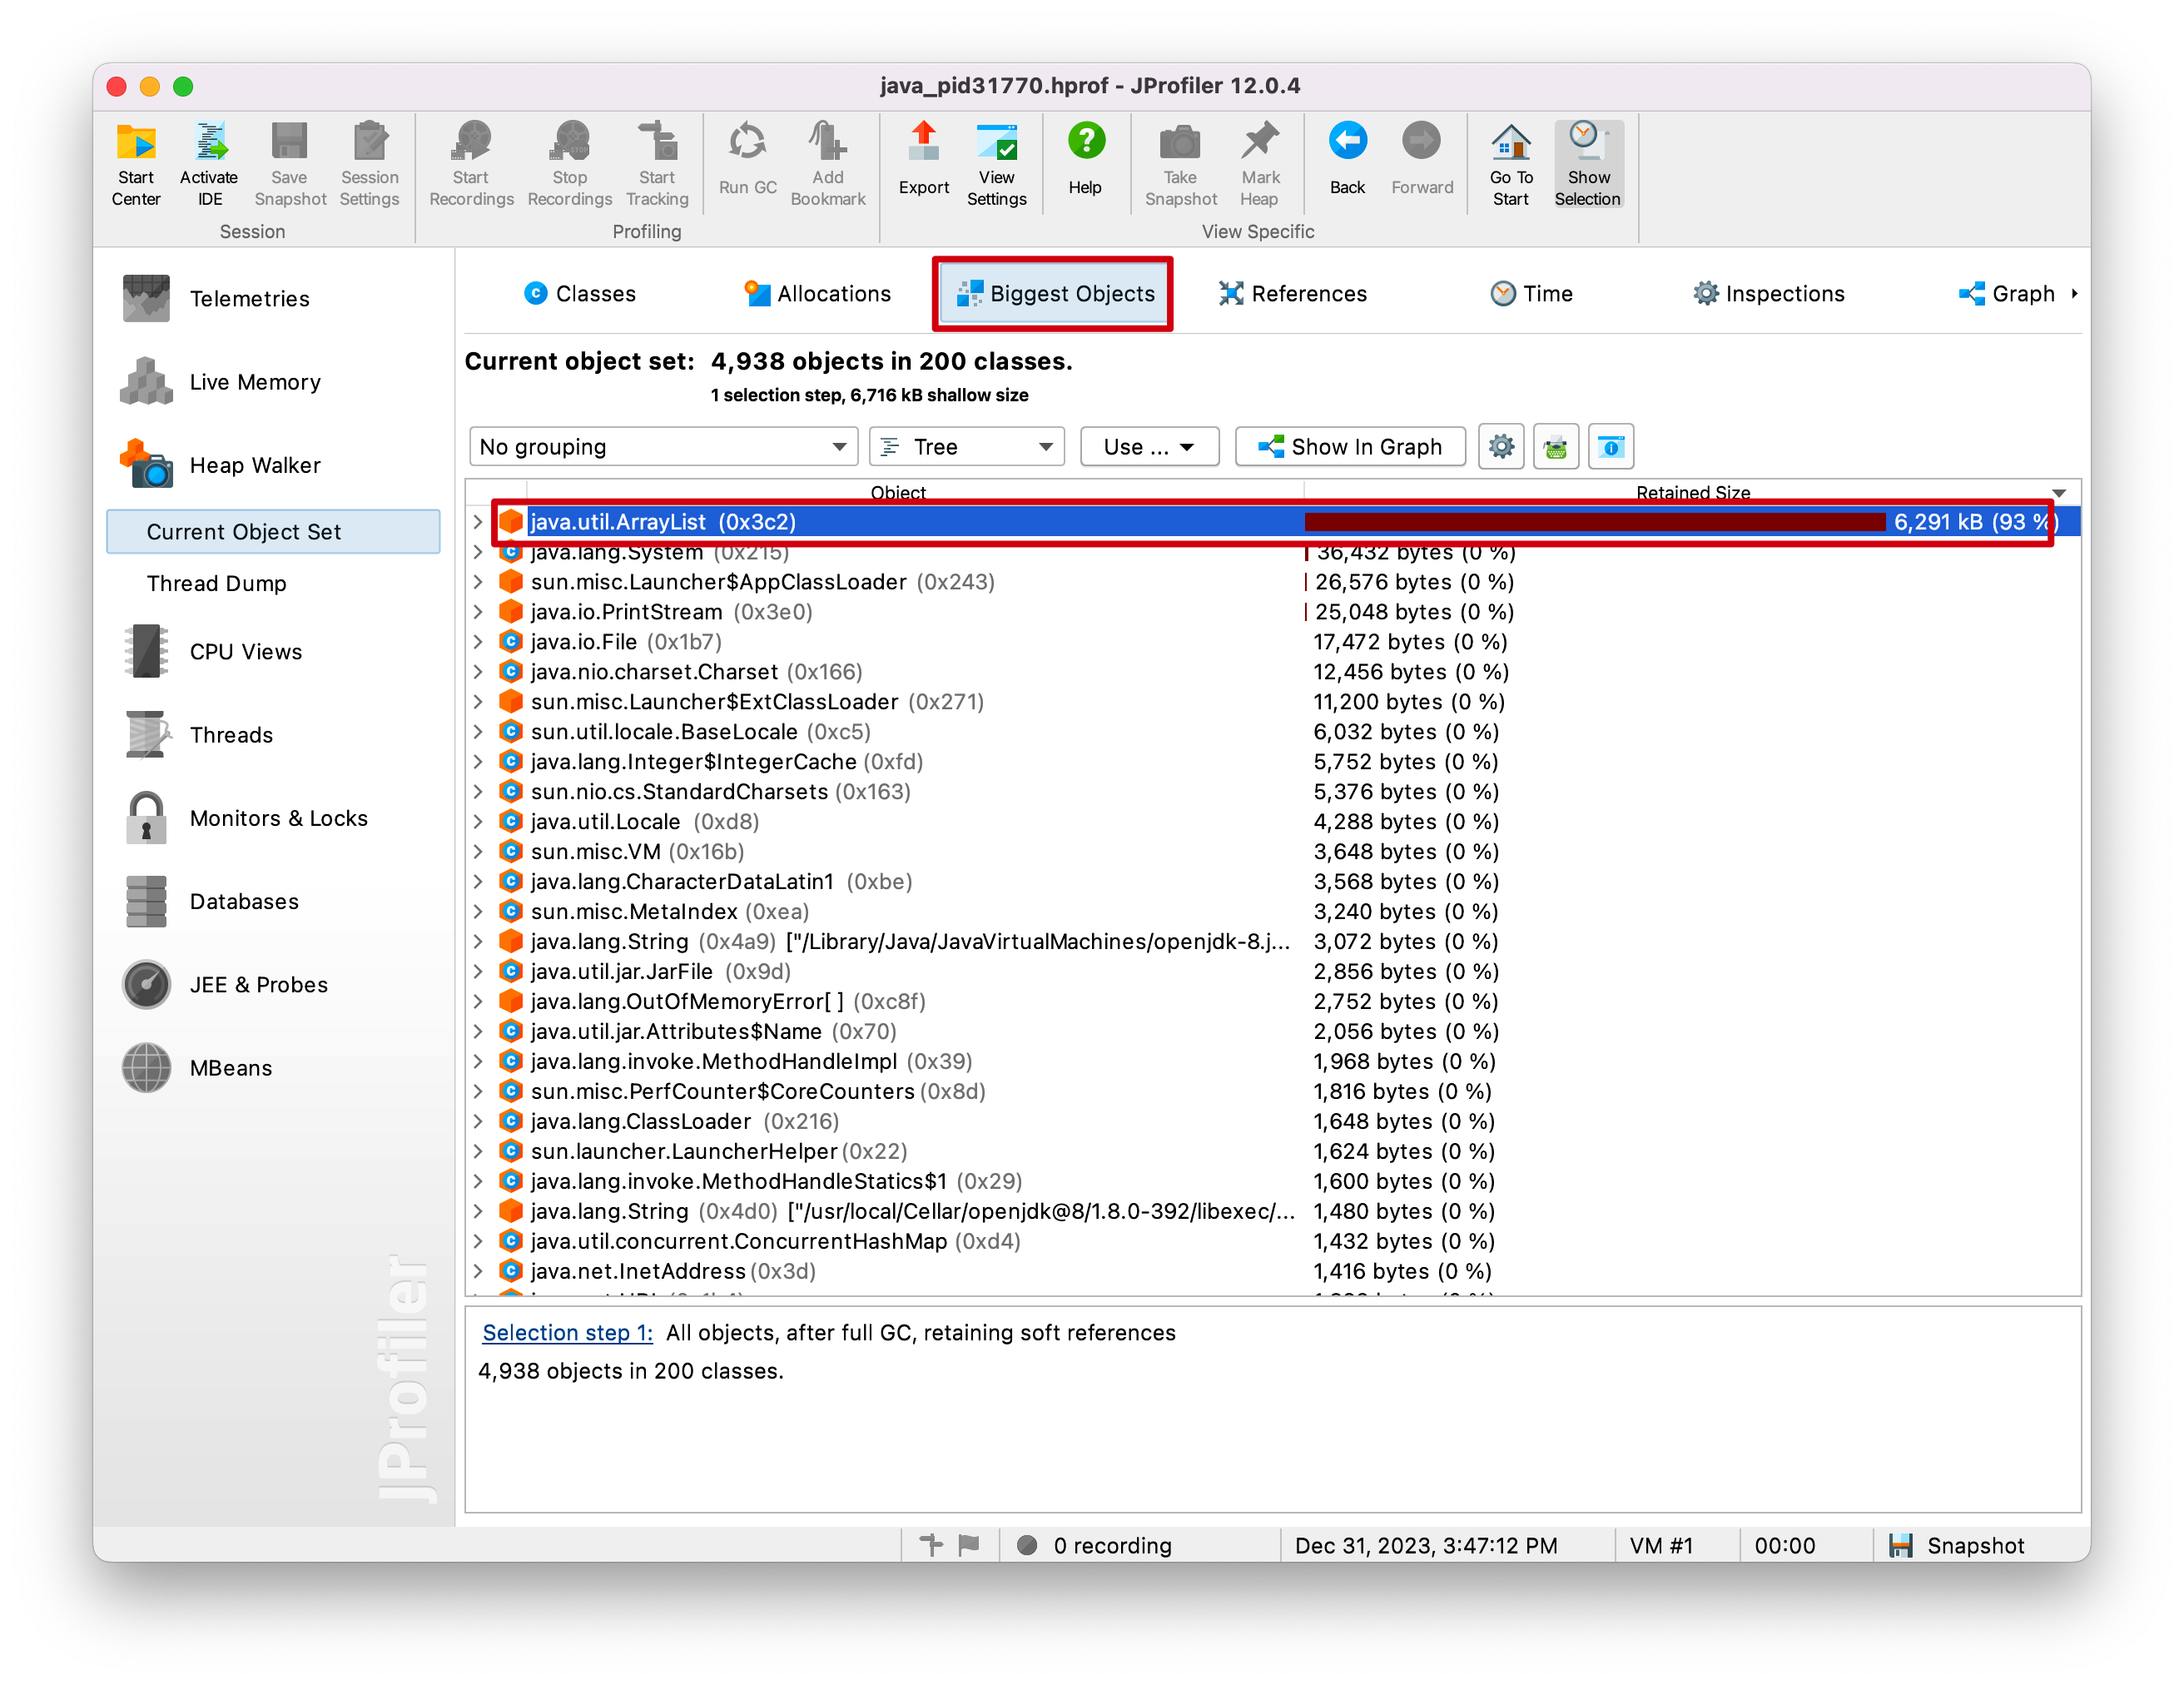 java_pid31770.hprof - JProfiler 12.0.4
Start Center
Activate IDE
Save Snapshot
Session Settings
Start Recordings
Stop Recordings
Start Tracking
Run GC
Add Bookmark
Export
View Settings
Help
Take Snapshot
Mark Heap
Back
Forward
Go To Start
Show Selection
Session
Profiling
View Specific
Telemetries
Live Memory
Heap Walker
Current Object Set
Thread Dump
CPU Views
Threads
Monitors & Locks
Databases
JEE & Probes
MBeans
JProfiler
Classes
Allocations
Biggest Objects
References
Time
Inspections
Graph
Current object set: 4,938 objects in 200 classes.
1 selection step, 6,716 kB shallow size
No grouping
Tree
Use ...
Show In Graph
Object Retained Size
java.util.ArrayList (0x3c2) 6,291 kB (93 %)
java.lang.System (0x215) 36,432 bytes (0 %)
sun.misc.Launcher$AppClassLoader (0x243) 26,576 bytes (0 %)
java.io.PrintStream (0x3e0) 25,048 bytes (0 %)
java.io.File (0x1b7) 17,472 bytes (0 %)
java.nio.charset.Charset (0x166) 12,456 bytes (0 %)
sun.misc.Launcher$ExtClassLoader (0x271) 11,200 bytes (0 %)
sun.util.locale.BaseLocale (0xc5) 6,032 bytes (0 %)
java.lang.Integer$IntegerCache (0xfd) 5,752 bytes (0 %)
sun.nio.cs.StandardCharsets (0x163) 5,376 bytes (0 %)
java.util.Locale (0xd8) 4,288 bytes (0 %)
sun.misc.VM (0x16b) 3,648 bytes (0 %)
java.lang.CharacterDataLatin1 (0xbe) 3,568 bytes (0 %)
sun.misc.MetaIndex (0xea) 3,240 bytes (0 %)
java.lang.String (0x4a9) ["/Library/Java/JavaVirtualMachines/openjdk-8.j... 3,072 bytes (0 %)
java.util.jar.JarFile (0x9d) 2,856 bytes (0 %)
java.lang.OutOfMemoryError[ ] (0xc8f) 2,752 bytes (0 %)
java.util.jar.Attributes$Name (0x70) 2,056 bytes (0 %)
java.lang.invoke.MethodHandleImpl (0x39) 1,968 bytes (0 %)
sun.misc.PerfCounter$CoreCounters (0x8d) 1,816 bytes (0 %)
java.lang.ClassLoader (0x216) 1,648 bytes (0 %)
sun.launcher.LauncherHelper (0x22) 1,624 bytes (0 %)
java.lang.invoke.MethodHandleStatics$1 (0x29) 1,600 bytes (0 %)
java.lang.String (0x4d0) ["/usr/local/Cellar/openjdk@8/1.8.0-392/libexec/... 1,480 bytes (0 %)
java.util.concurrent.ConcurrentHashMap (0xd4) 1,432 bytes (0 %)
java.net.InetAddress (0x3d) 1,416 bytes (0 %)
Selection step 1: All objects, after full GC, retaining soft references
4,938 objects in 200 classes.
0 recording
Dec 31, 2023, 3:47:12 PM
VM #1
00:00
Snapshot